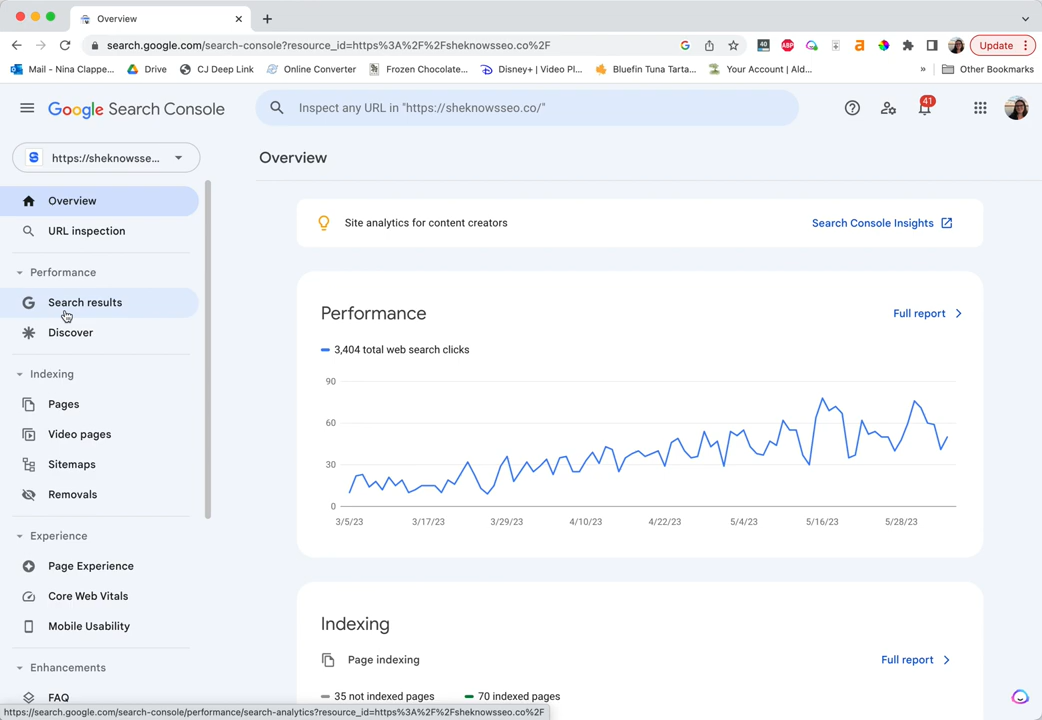 Overview
search.google.com/search-console?resource_id=https%3A%2F%2Fsheknowsseo.co%2F
40
ABP
Update
Mail - Nina Clappe...
Drive
CJ Deep Link
Online Converter
Frozen Chocolate...
Disney+ | Video Pl...
Bluefin Tuna Tarta...
Your Account | Ald...
»
Other Bookmarks
Google Search Console
Inspect any URL in "https://sheknowsseo.co/"
41
https://sheknowsse...
Overview
URL inspection
Performance
Search results
Discover
Indexing
Pages
Video pages
Sitemaps
Removals
Experience
Page Experience
Core Web Vitals
Mobile Usability
Enhancements
FAQ
Overview
Site analytics for content creators
Search Console Insights
Performance
Full report
3,404 total web search clicks
90
60
30
0
3/5/23 3/17/23 3/29/23 4/10/23 4/22/23 5/4/23 5/16/23 5/28/23
Indexing
Page indexing
Full report
35 not indexed pages
70 indexed pages
https://search.google.com/search-console/performance/search-analytics?resource_id=https%3A%2F%2Fsheknowsseo.co%2F